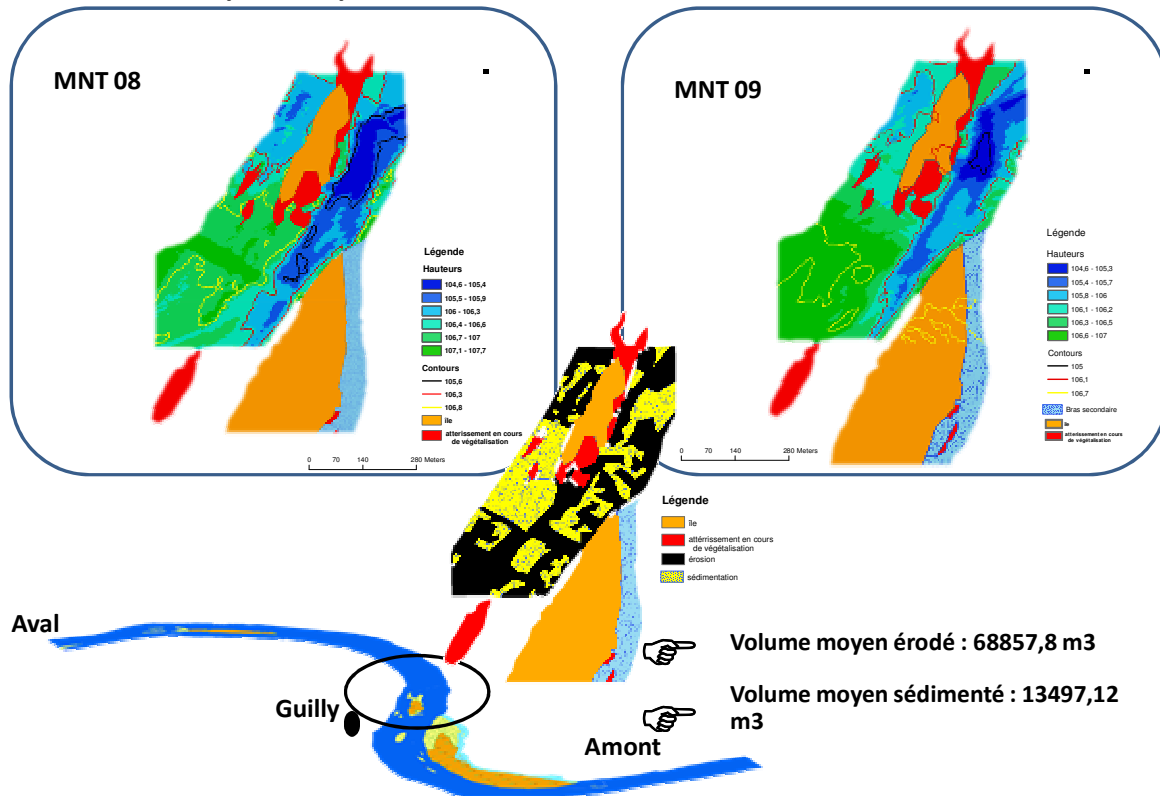 MNT 08
Légende
Hauteurs
104,6 - 105,4
105,5 - 105,9
106 - 106,3
106,4 - 106,6
106,7 - 107
107,1 - 107,7
Contours
105,6
106,3
106,8
île
atterissement en cours
de végétalisation
0 70 140 280 Meters
MNT 09
Légende
Hauteurs
104,6 - 105,3
105,4 - 105,7
105,8 - 106
106,1 - 106,2
106,3 - 106,5
106,6 - 107
Contours
105
106,1
106,7
Bras secondaire
île
atterissement en cours
de végétalisation
0 70 140 280 Meters
Légende
île
attérrissement en cours
de végétalisation
érosion
sédimentation
Aval
Guilly
Amont
Volume moyen érodé : 68857,8 m3
Volume moyen sédimenté : 13497,12
m3